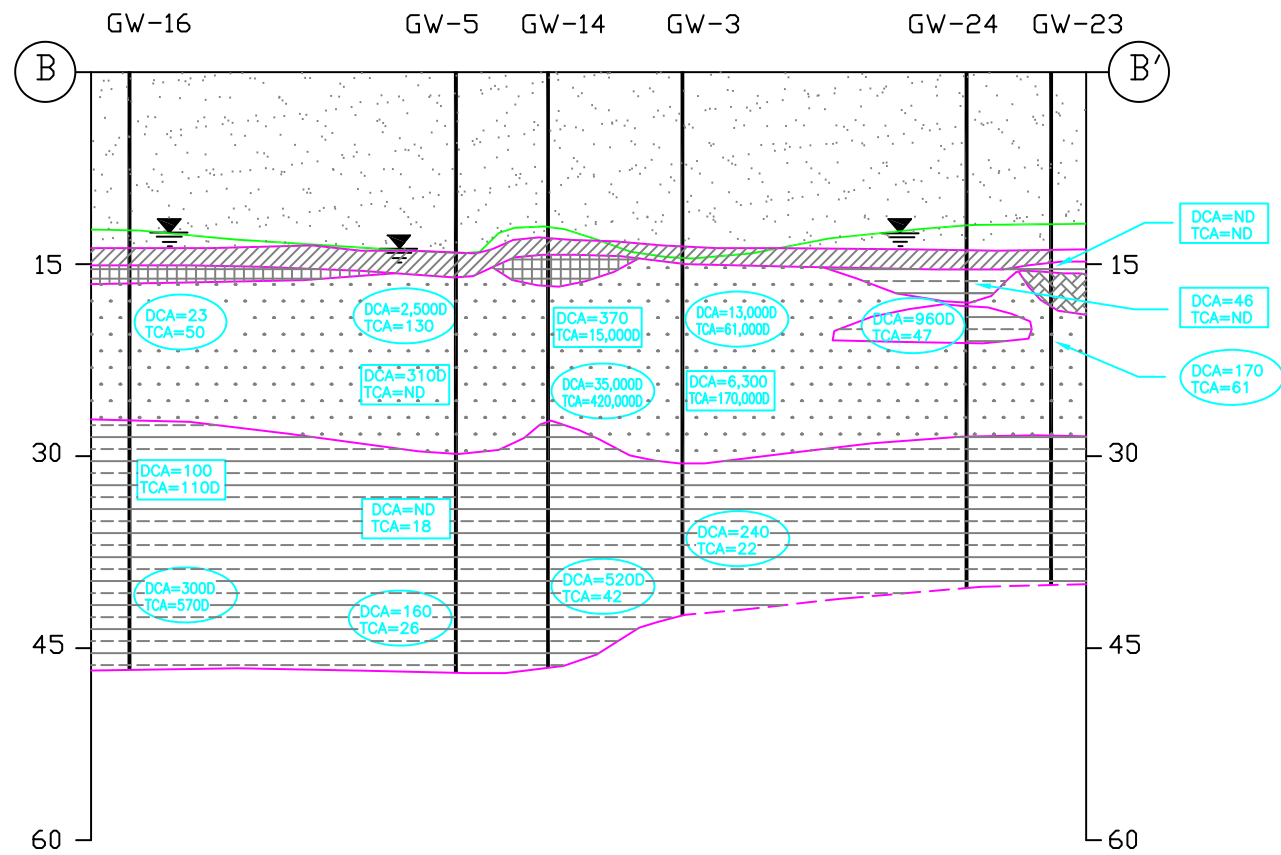 GW-16 GW-5 GW-14 GW-3 GW-24 GW-23
B B'
DCA=ND
TCA=ND
15 15
DCA=46
TCA=ND
DCA=23
TCA=50
DCA=2,500D
TCA=130
DCA=370
TCA=15,000D
DCA=13,000D
TCA=61,000D
DCA=960D
TCA=47
DCA=170
TCA=61
DCA=310D
TCA=ND
DCA=35,000D
TCA=420,000D
DCA=6,300
TCA=170,000D
30 30
DCA=100
TCA=110D
DCA=ND
TCA=18
DCA=240
TCA=22
DCA=300D
TCA=570D
DCA=160
TCA=26
DCA=520D
TCA=42
45 45
60 60